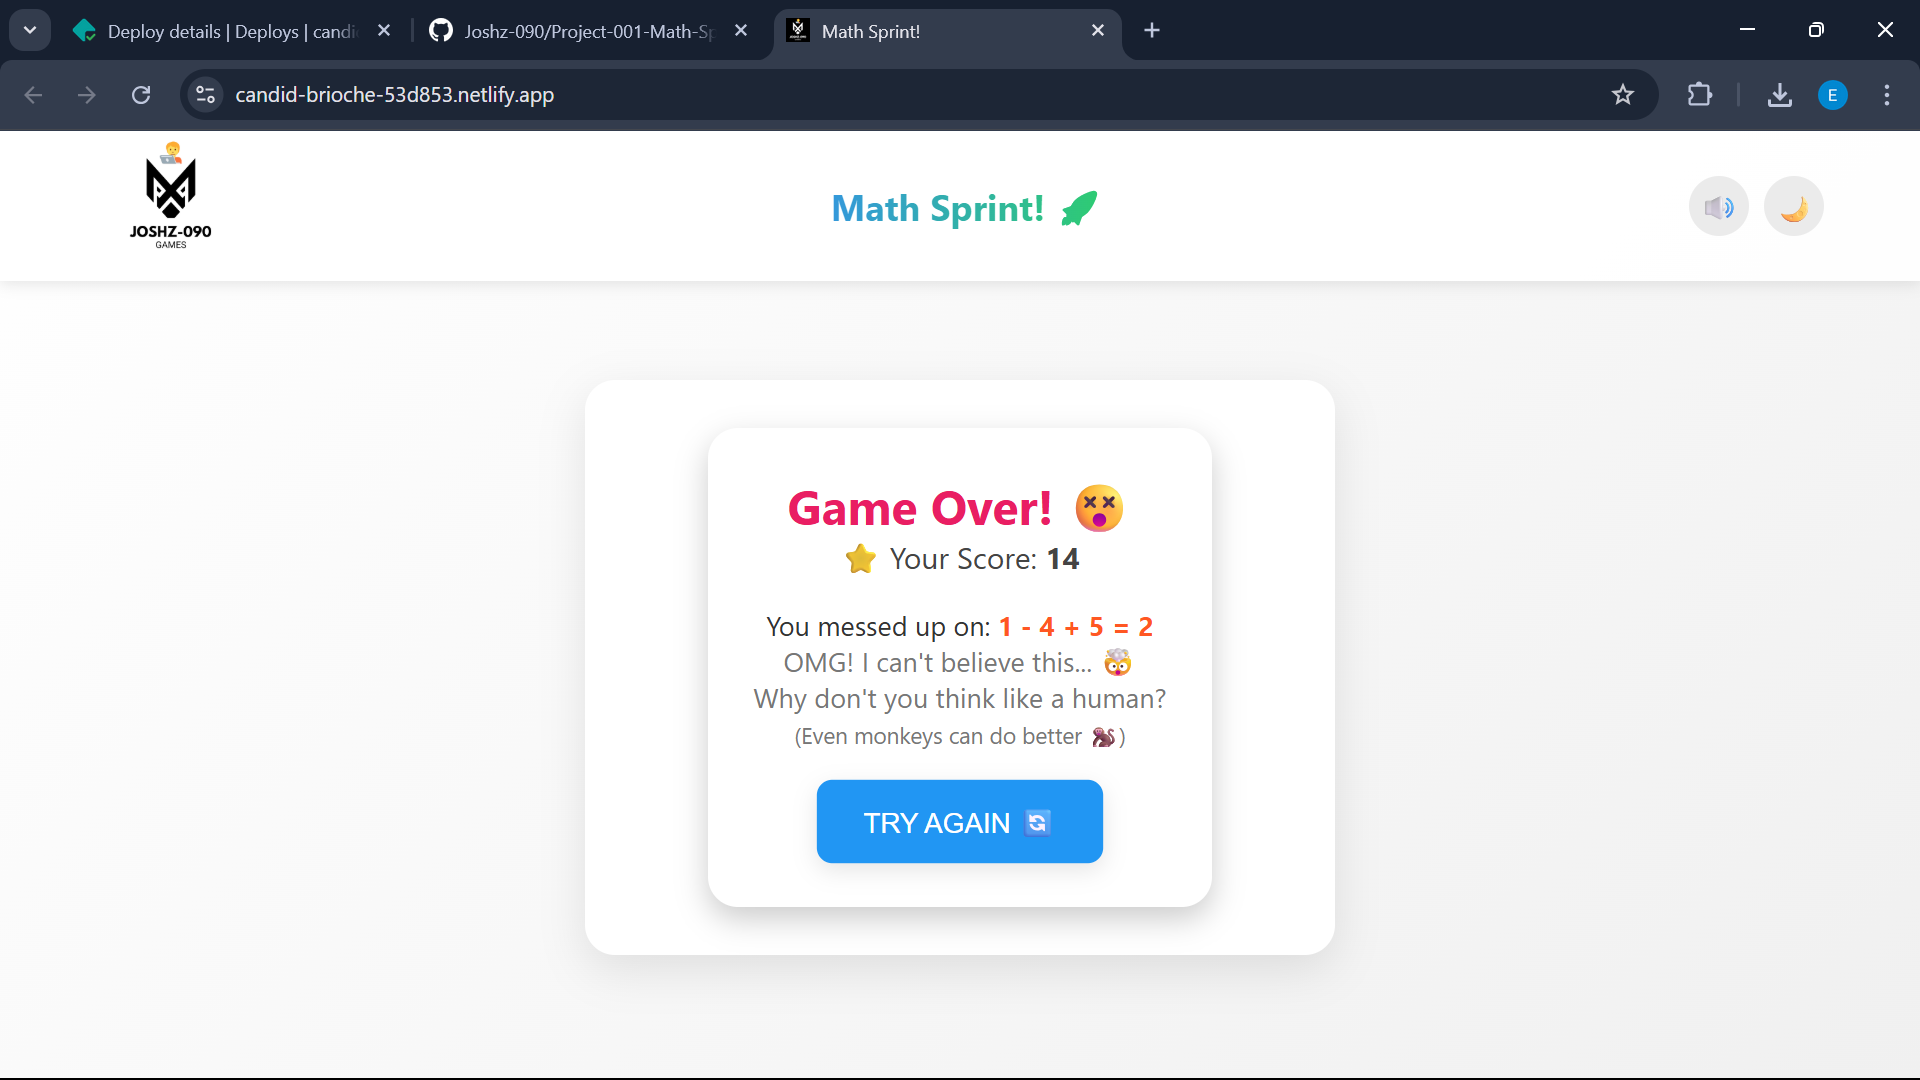 Deploy details | Deploys | candi
Joshz-090/Project-001-Math-Sp
Math Sprint!
candid-brioche-53d853.netlify.app
E
JOSHZ-090
GAMES
Math Sprint! 🚀
🔊
🌙
Game Over! 😵
⭐ Your Score: 14
You messed up on: 1 - 4 + 5 = 2
OMG! I can't believe this... 🤯
Why don't you think like a human?
(Even monkeys can do better 🐒)
TRY AGAIN 🔄